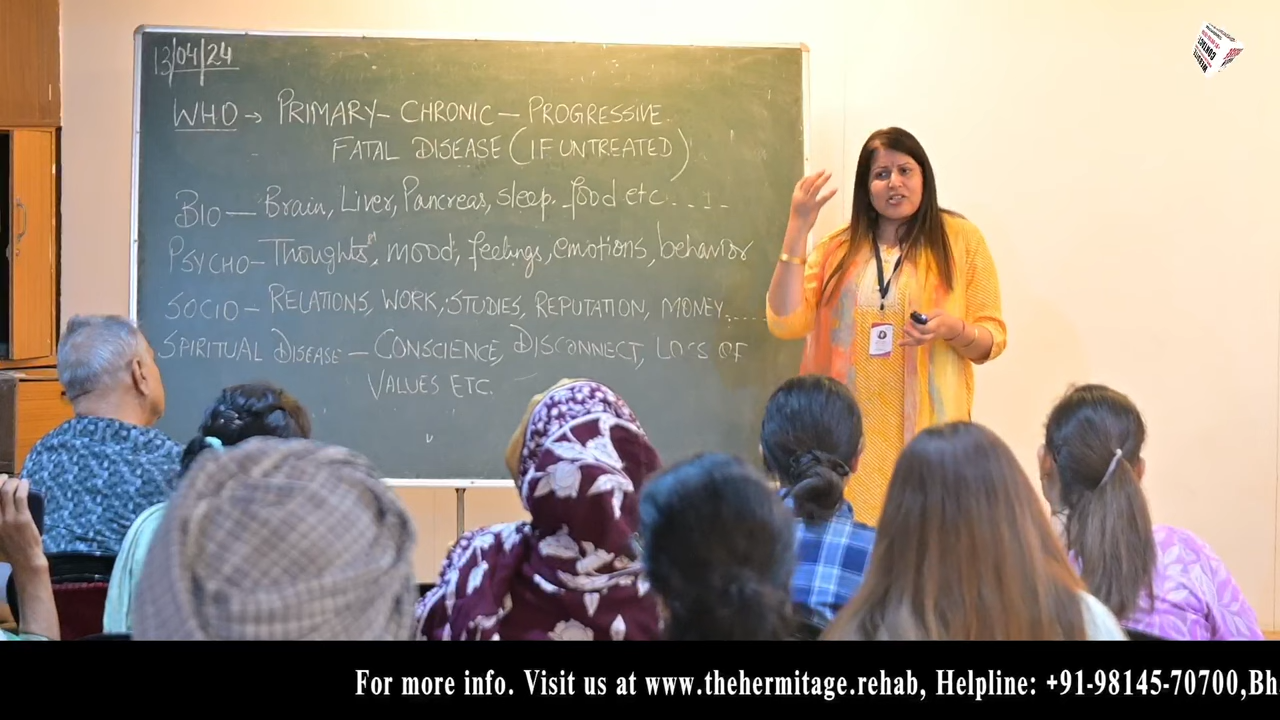 13/04/24
WHO → PRIMARY - CHRONIC - PROGRESSIVE.
FATAL DISEASE (IF UNTREATED)
BIO — Brain, Liver, Pancreas, sleep. food etc....
PSYCHO — Thoughts, mood, feelings, emotions, behavior
SOCIO — RELATIONS, WORK, STUDIES, REPUTATION, MONEY......
SPIRITUAL DISEASE — CONSCIENCE, DISCONNECT, LOSS OF
VALUES ETC.
For more info. Visit us at www.thehermitage.rehab, Helpline: +91-98145-70700,Bh